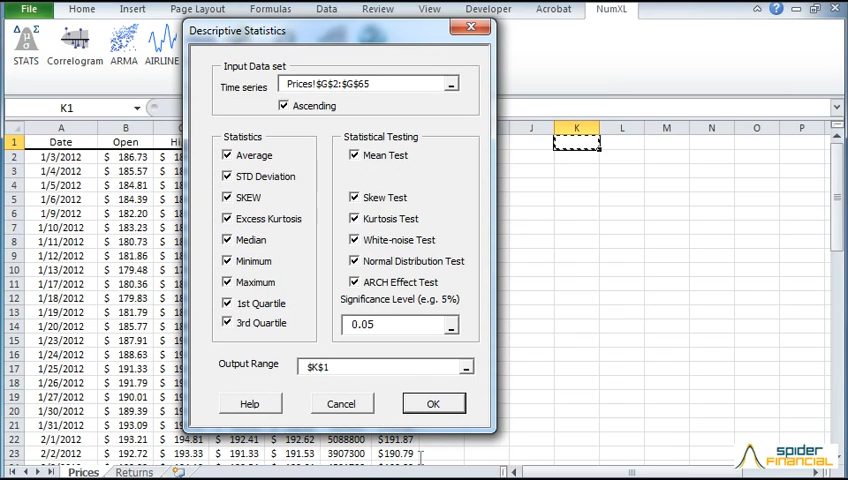 File Home Insert Page Layout Formulas Data Review View Developer Acrobat NumXL
STATS Correlogram ARMA AIRLINE
Descriptive Statistics
Input Data set
Time series Prices!$G$2:$G$65
Ascending
Statistics
Average
STD Deviation
SKEW
Excess Kurtosis
Median
Minimum
Maximum
1st Quartile
3rd Quartile
Statistical Testing
Mean Test
Skew Test
Kurtosis Test
White-noise Test
Normal Distribution Test
ARCH Effect Test
Significance Level (e.g. 5%)
0.05
Output Range $K$1
Help Cancel OK
K1
A B J K L M N O P
1 Date Open
2 1/3/2012 $ 186.73
3 1/4/2012 $ 185.57
4 1/5/2012 $ 184.81
5 1/6/2012 $ 184.39
6 1/9/2012 $ 182.20
7 1/10/2012 $ 183.23
8 1/11/2012 $ 180.73
9 1/12/2012 $ 181.86
10 1/13/2012 $ 179.48
11 1/17/2012 $ 180.36
12 1/18/2012 $ 179.83
13 1/19/2012 $ 181.79
14 1/20/2012 $ 185.77
15 1/23/2012 $ 187.91
16 1/24/2012 $ 188.63
17 1/25/2012 $ 191.33
18 1/26/2012 $ 191.79
19 1/27/2012 $ 190.01
20 1/30/2012 $ 189.39
21 1/31/2012 $ 192.72
22 2/1/2012 $ 193.21 $ 194.81 $ 192.41 $ 192.62 5088800 $191.87
23 2/2/2012 $ 192.73 $ 193.33 $ 191.33 $ 191.53 3907300 $190.79
Prices Returns
spider
FINANCIAL